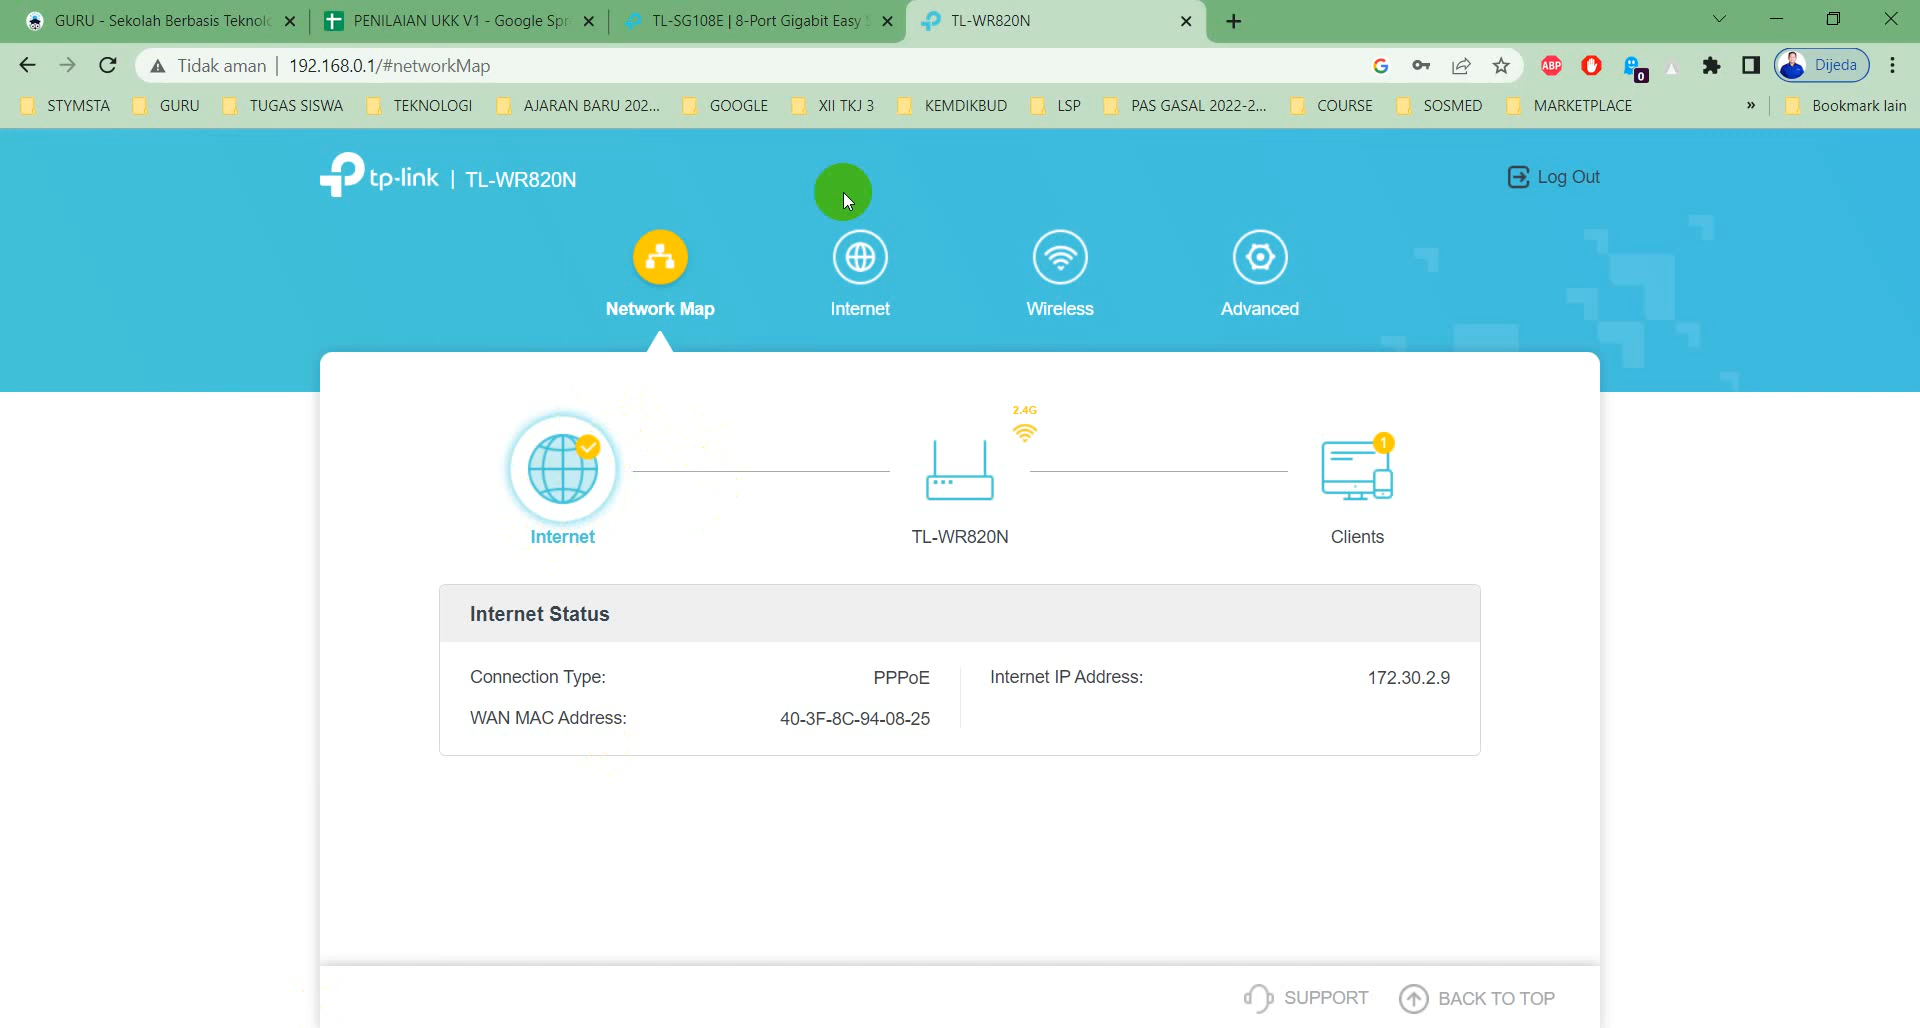 GURU - Sekolah Berbasis Teknolo
PENILAIAN UKK V1 - Google Spr
TL-SG108E | 8-Port Gigabit Easy S
TL-WR820N
Tidak aman
192.168.0.1/#networkMap
ABP
0
Dijeda
STYMSTA
GURU
TUGAS SISWA
TEKNOLOGI
AJARAN BARU 202...
GOOGLE
XII TKJ 3
KEMDIKBUD
LSP
PAS GASAL 2022-2...
COURSE
SOSMED
MARKETPLACE
»
Bookmark lain
tp-link | TL-WR820N
Log Out
Network Map
Internet
Wireless
Advanced
2.4G
1
Internet
TL-WR820N
Clients
Internet Status
Connection Type: PPPoE
Internet IP Address: 172.30.2.9
WAN MAC Address: 40-3F-8C-94-08-25
SUPPORT
BACK TO TOP